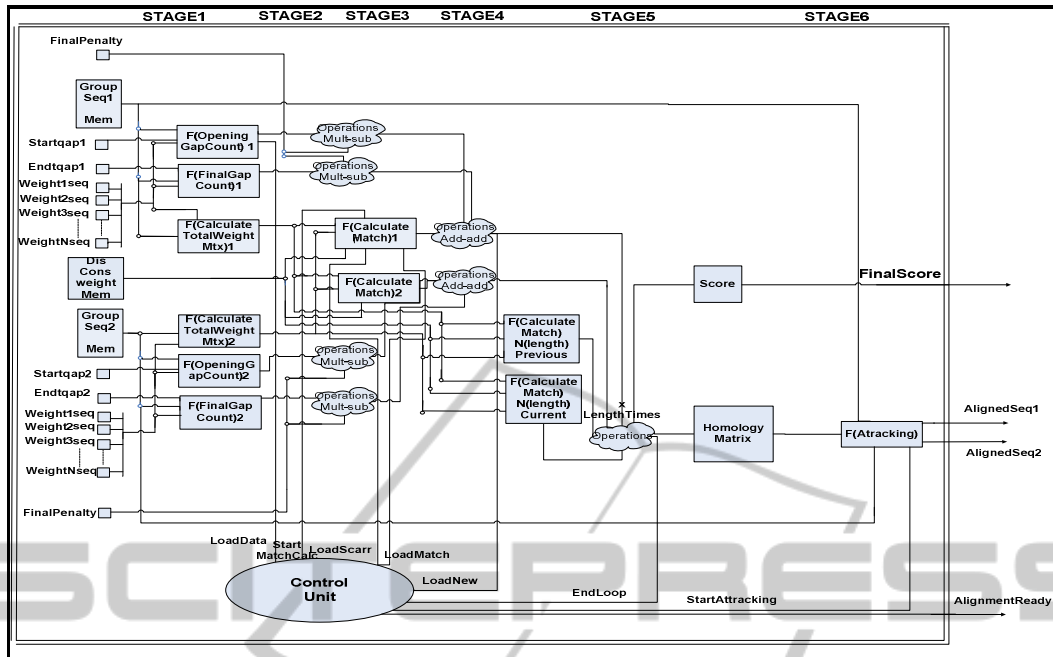 STAGE1 STAGE2 STAGE3 STAGE4 STAGE5 STAGE6
FinalPenalty
Group
Seq1
Mem
Startqap1
Endtqap1
Weight1seq
Weight2seq
Weight3seq
WeightNseq
Dis
Cons
weight
Mem
Group
Seq2
Mem
Startqap2
Endtqap2
Weight1seq
Weight2seq
Weight3seq
WeightNseq
FinalPenalty
F(Opening
GapCount) 1
F(FinalGap
Count)1
F(Calculate
TotalWeight
Mtx)1
F(Calculate
TotalWeight
Mtx)2
F(OpeningG
apCount)2
F(FinalGap
Count)2
Operations
Mult-sub
Operations
Mult-sub
F(Calculate
Match)1
F(Calculate
Match)2
Operations
Mult-sub
Operations
Mult-sub
Operations
Add-add
Operations
Add-add
F(Calculate
Match)
N(length)
Previous
F(Calculate
Match)
N(length)
Current
x
LengthTimes
Operations
Score
FinalScore
Homology
Matrix
F(Atracking)
AlignedSeq1
AlignedSeq2
LoadData
Start
MatchCalc
LoadScarr
LoadMatch
LoadNew
Control
Unit
EndLoop
StartAttracking
AlignmentReady
SCITEPRESS